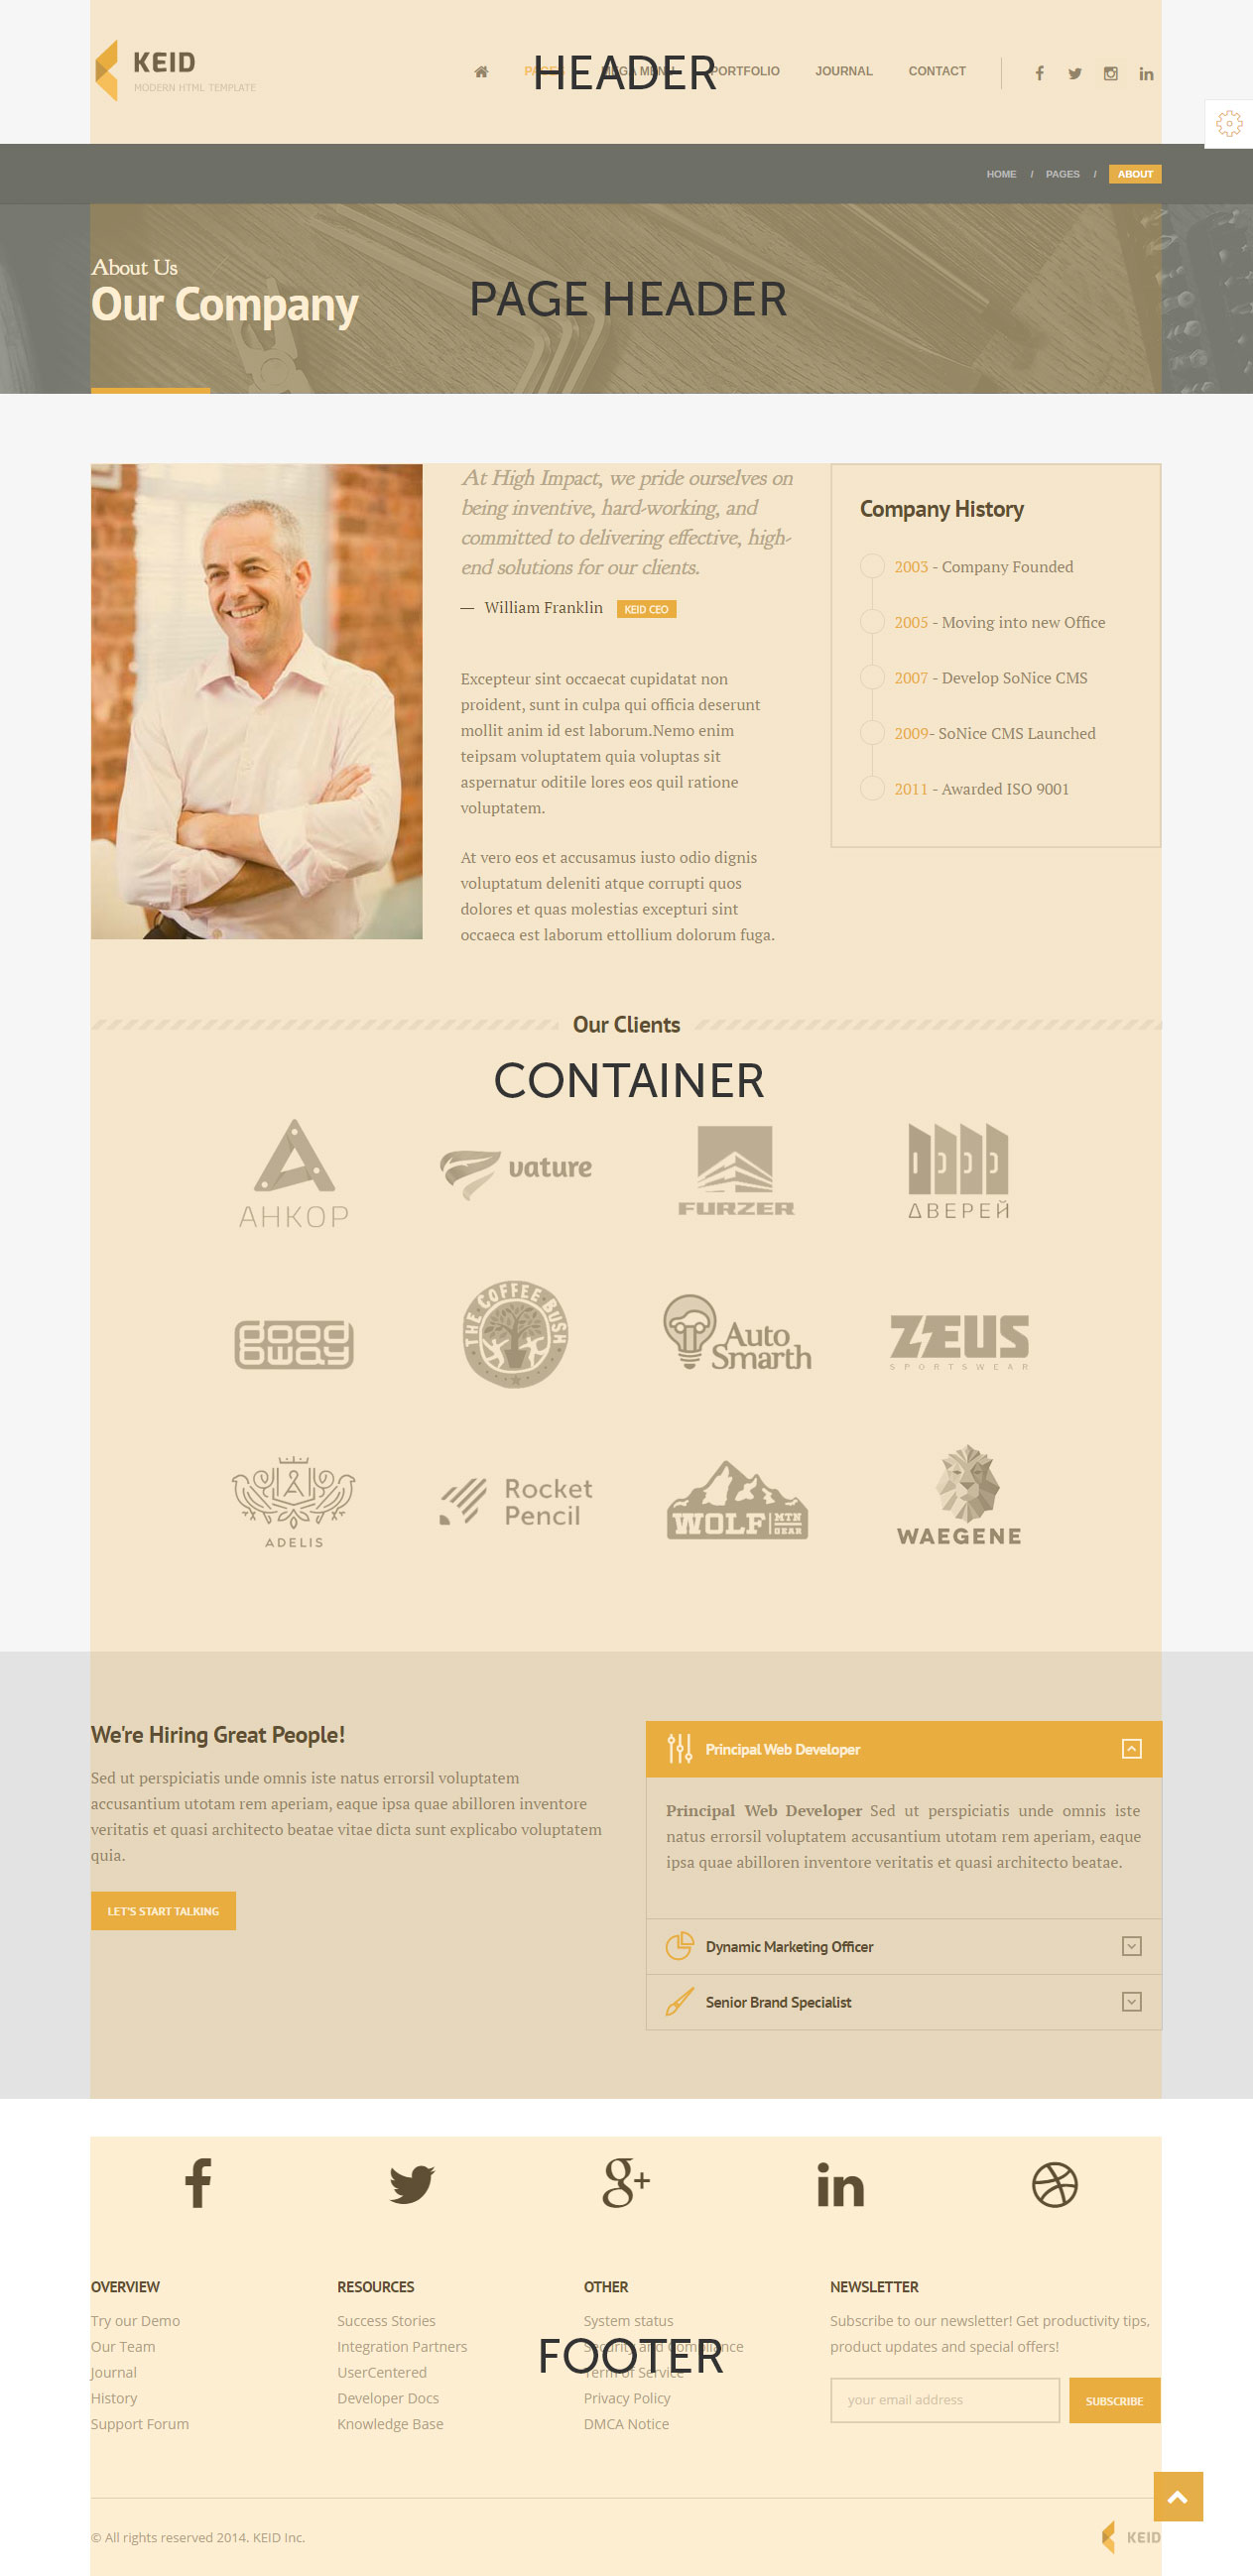 KEID
MODERN HTML TEMPLATE
PAGES MEGA MENU PORTFOLIO JOURNAL CONTACT
HEADER
HOME / PAGES / ABOUT
About Us
Our Company
PAGE HEADER
At High Impact, we pride ourselves on
being inventive, hard-working, and
committed to delivering effective, high-
end solutions for our clients.
— William Franklin KEID CEO
Excepteur sint occaecat cupidatat non
proident, sunt in culpa qui officia deserunt
mollit anim id est laborum.Nemo enim
teipsam voluptatem quia voluptas sit
aspernatur oditile lores eos quil ratione
voluptatem.
At vero eos et accusamus iusto odio dignis
voluptatum deleniti atque corrupti quos
dolores et quas molestias excepturi sint
occaeca est laborum ettollium dolorum fuga.
Company History
2003 - Company Founded
2005 - Moving into new Office
2007 - Develop SoNice CMS
2009- SoNice CMS Launched
2011 - Awarded ISO 9001
Our Clients
CONTAINER
АНКОР
vature
FURZER
ДВЕРЕЙ
GOOD
WAY
THE COFFEE BUSH
Auto
Smarth
ZEUS
SPORTSWEAR
ADELIS
Rocket
Pencil
WOLF MTN
GEAR
WAEGENE
We're Hiring Great People!
Sed ut perspiciatis unde omnis iste natus errorsil voluptatem
accusantium utotam rem aperiam, eaque ipsa quae abilloren inventore
veritatis et quasi architecto beatae vitae dicta sunt explicabo voluptatem
quia.
LET'S START TALKING
Principal Web Developer
Principal Web Developer Sed ut perspiciatis unde omnis iste
natus errorsil voluptatem accusantium utotam rem aperiam, eaque
ipsa quae abilloren inventore veritatis et quasi architecto beatae.
Dynamic Marketing Officer
Senior Brand Specialist
OVERVIEW
Try our Demo
Our Team
Journal
History
Support Forum
RESOURCES
Success Stories
Integration Partners
UserCentered
Developer Docs
Knowledge Base
OTHER
System status
Security and Compliance
Term of Service
Privacy Policy
DMCA Notice
FOOTER
NEWSLETTER
Subscribe to our newsletter! Get productivity tips,
product updates and special offers!
your email address
SUBSCRIBE
© All rights reserved 2014. KEID Inc.
KEID